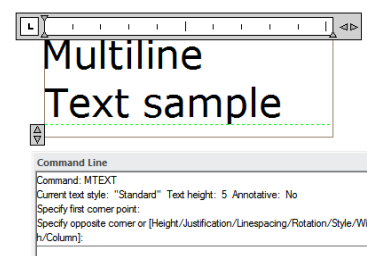 Multiline
Text sample
Command Line
Command: MTEXT
Current text style: "Standard" Text height: 5 Annotative: No
Specify first corner point:
Specify opposite corner or [Height/Justification/Linespacing/Rotation/Style/Wi
h/Column]: